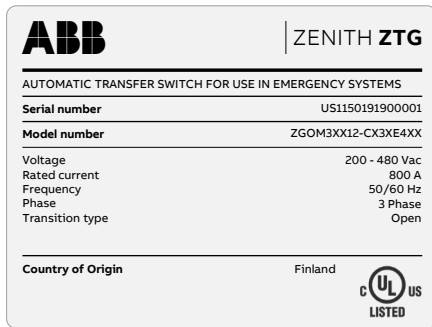 ABB
ZENITH ZTG
AUTOMATIC TRANSFER SWITCH FOR USE IN EMERGENCY SYSTEMS
Serial number US1150191900001
Model number ZGOM3XX12-CX3XE4XX
Voltage 200 - 480 Vac
Rated current 800 A
Frequency 50/60 Hz
Phase 3 Phase
Transition type Open
Country of Origin Finland
C UL US
LISTED